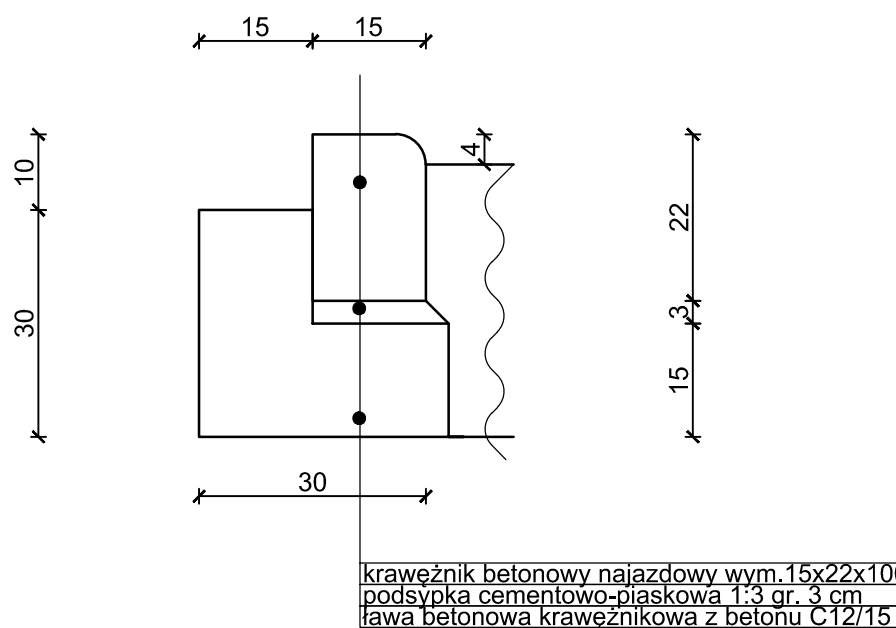 15 15
10
4
22
30
3
15
30
krawężnik betonowy najazdowy wym.15x22x100
podsypka cementowo-piaskowa 1:3 gr. 3 cm
ława betonowa krawężnikowa z betonu C12/15